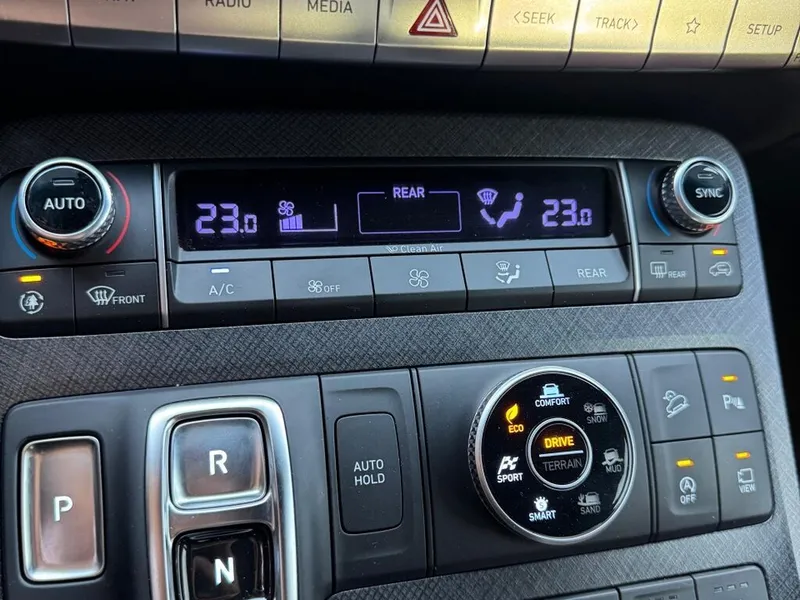 RADIO
MEDIA
<SEEK
TRACK>
SETUP
AUTO
23.0
REAR
23.0
SYNC
Clean Air
FRONT
A/C
OFF
REAR
REAR
P
R
N
AUTO
HOLD
COMFORT
ECO
SNOW
DRIVE
TERRAIN
SPORT
MUD
SMART
SAND
P
OFF
VIEW